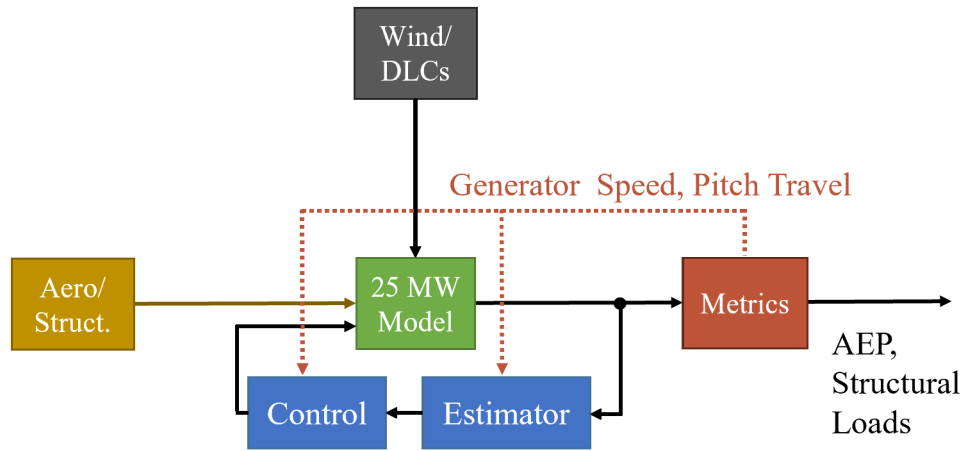 Wind/
DLCs
Generator Speed, Pitch Travel
Aero/
Struct.
25 MW
Model
Metrics
AEP,
Structural
Loads
Control
Estimator